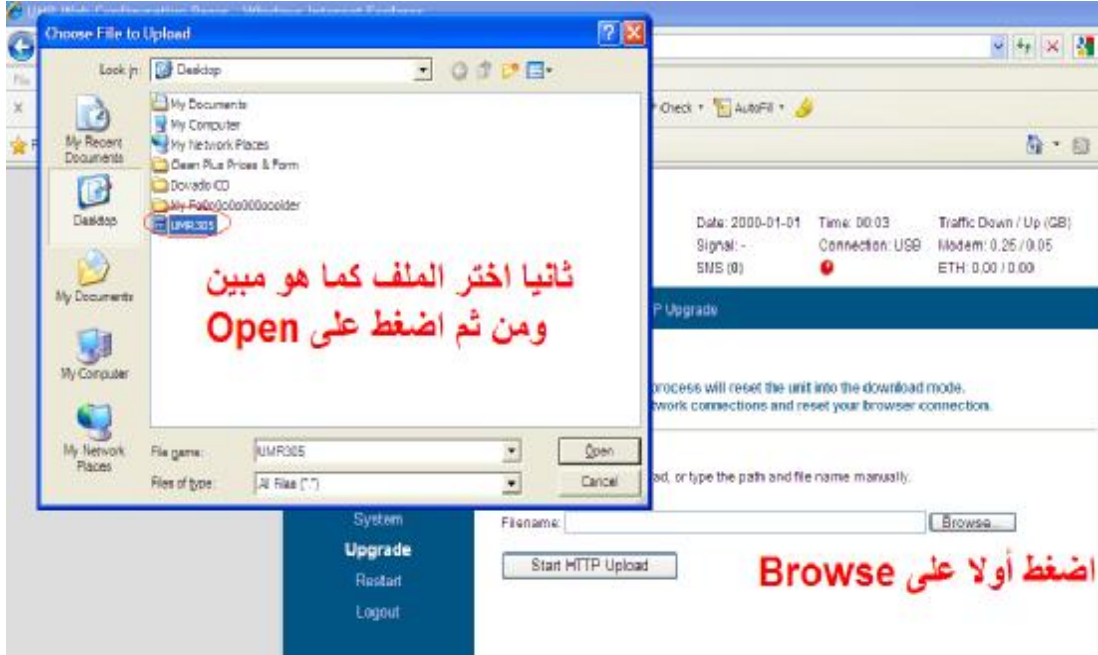 Choose File to Upload
Look in: Desktop
My Recent
Documents
Desktop
My Documents
My Computer
My Network
Places
My Documents
My Computer
My Network Places
Prices & Form
Dovado CD
UMR305
ثانيا اختر الملف كما هو مبين
ومن ثم اضغط على Open
File name: UMR305 Open
Files of type: All Files (*.*) Cancel
Check AutoFill
Date: 2000-01-01 Time: 00:03 Traffic Down / Up (GB)
Signal: - Connection: USB Modem: 0.25 / 0.05
SMS (0) ETH: 0.00 / 0.00
P Upgrade
process will reset the unit into the download mode.
twork connections and reset your browser connection.
ad, or type the path and file name manually.
Filename: Browse...
Start HTTP Upload
اضغط أولا على Browse
System
Upgrade
Restart
Logout